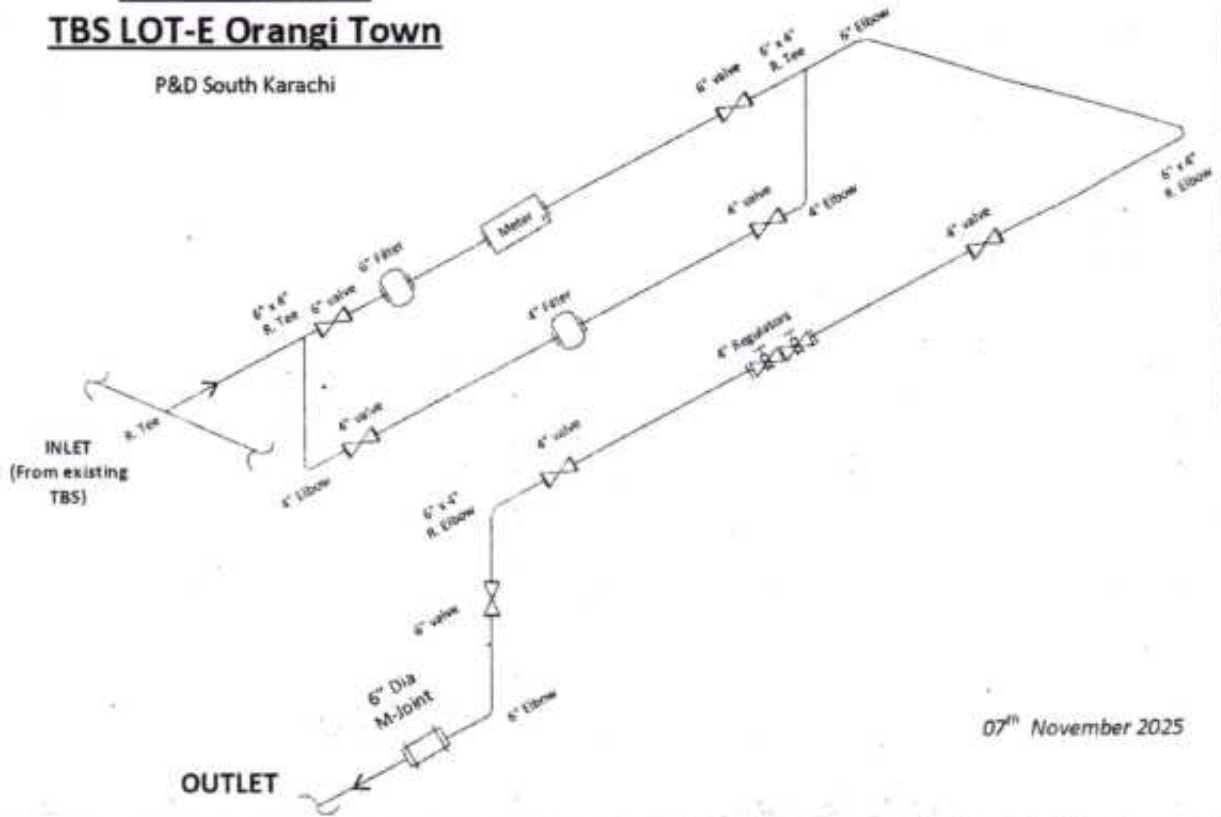 TBS LOT-E Orangi Town
P&D South Karachi
6" valve
6" x 4"
R. Tee
6" Elbow
6" x 4"
R. Elbow
4" valve
4" Elbow
4" valve
Meter
6" Filter
6" valve
R. Tee
4" Filter
4" Regulators
4" valve
4" valve
R. Tee
INLET
(From existing
TBS)
4" Elbow
6" x 4"
R. Elbow
6" valve
6" Dia
M-Joint
6" Elbow
OUTLET
07th November 2025